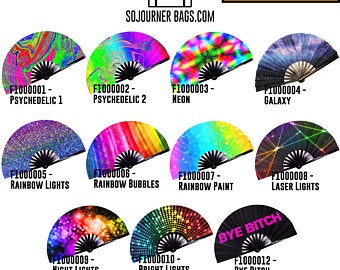 SOJOURNER BAGS.COM
F1000001 - F1000002 - F1000003 - F1000004 -
PSYCHEDELIC 1 PSYCHEDELIC 2 NEON GALAXY
F1000005 - F1000006 - F1000007 - F1000008 -
RAINBOW LIGHTS RAINBOW BUBBLES RAINBOW PAINT LASER LIGHTS
BYE BITCH
F1000009 - F1000010 - F1000012 -
NIGHT LIGHTS BRIGHT LIGHTS BYE BITCH